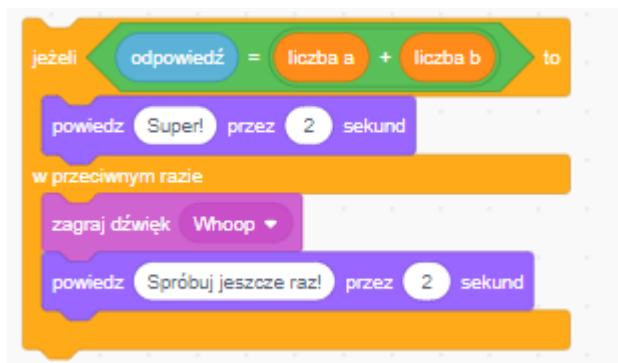 jeżeli odpowiedź = liczba a + liczba b to
powiedz Super! przez 2 sekund
w przeciwnym razie
zagraj dźwięk Whoop
powiedz Spróbuj jeszcze raz! przez 2 sekund